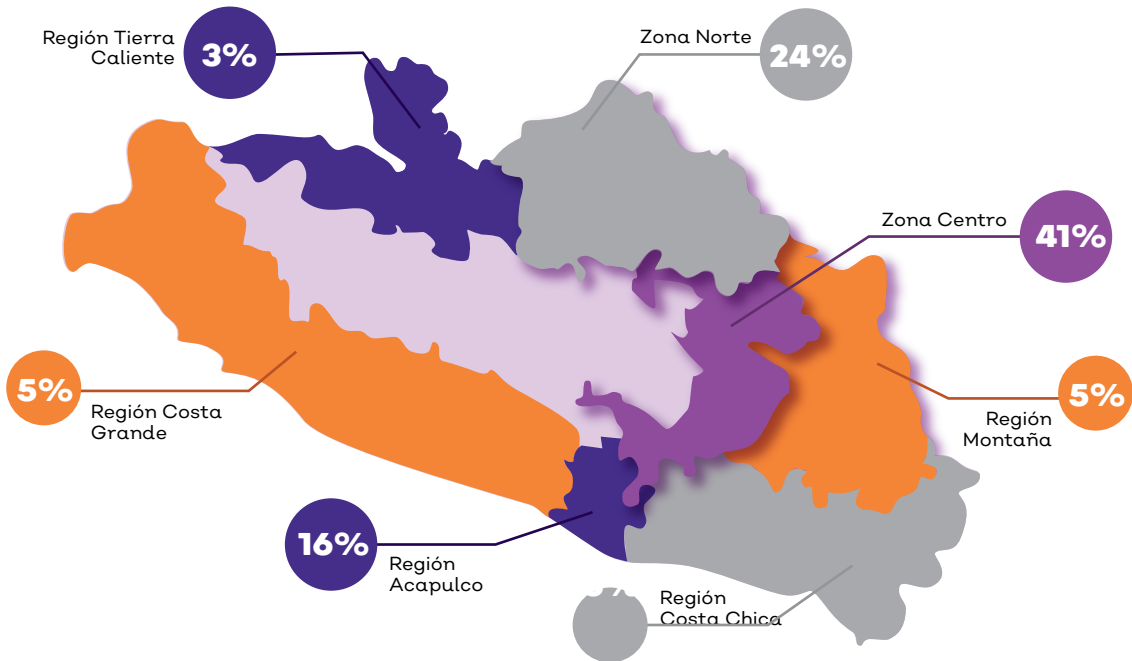 Región Tierra
Caliente
3%
Zona Norte
24%
Zona Centro
41%
5%
Región Costa
Grande
5%
Región
Montaña
16%
Región
Acapulco
Región
Costa Chica